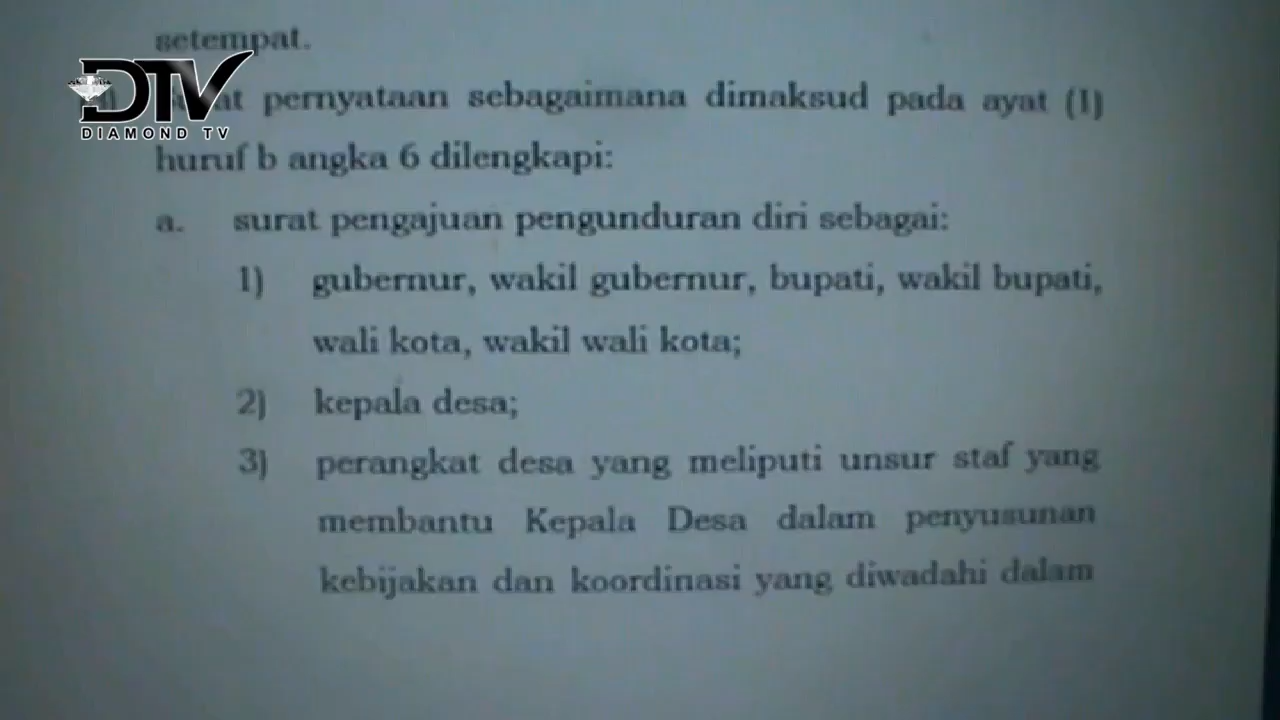 setempat.
DTV
DIAMOND TV
pernyataan sebagaimana dimaksud pada ayat (1)
huruf b angka 6 dilengkapi:
a. surat pengajuan pengunduran diri sebagai:
1) gubernur, wakil gubernur, bupati, wakil bupati,
wali kota, wakil wali kota;
2) kepala desa;
3) perangkat desa yang meliputi unsur staf yang
membantu Kepala Desa dalam penyusunan
kebijakan dan koordinasi yang diwadahi dalam